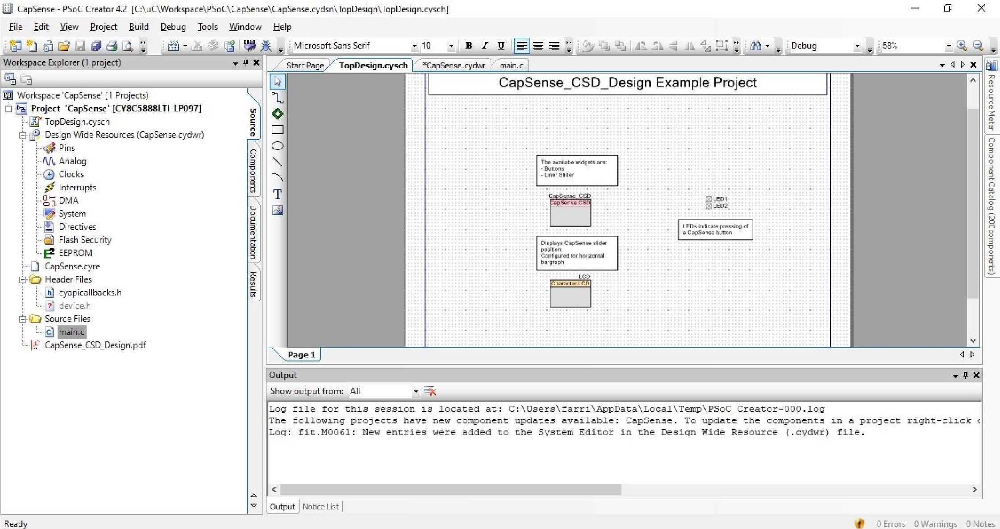 CapSense - PSoC Creator 4.2 [C:\uC\Workspace\PSoC\CapSense\CapSense.cydsn\TopDesign\TopDesign.cysch]
File Edit View Project Build Debug Tools Window Help
Microsoft Sans Serif 10 B I U Debug 58%
Workspace Explorer (1 project)
Workspace 'CapSense' (1 Projects)
Project 'CapSense' [CY8C5888LTI-LP097]
TopDesign.cysch
Design Wide Resources (CapSense.cydwr)
Pins
Analog
Clocks
Interrupts
DMA
System
Directives
Flash Security
EEPROM
CapSense.cyre
Header Files
cyapicallbacks.h
device.h
Source Files
main.c
CapSense_CSD_Design.pdf
Source
Components
Documentation
Results
Start Page TopDesign.cysch *CapSense.cydwr main.c
CapSense_CSD_Design Example Project
The availabe widgets are:
- Buttons
- Liner Slider
CapSense_CSD
CapSense CSD
Displays CapSense slider
position:
Configured for horizontal
bargraph
LCD
Character LCD
LED1
LED2
LEDs indicate pressing of
a CapSense button
T
Page 1
Resource Meter
Component Catalog (200 components)
Output
Show output from: All
Log file for this session is located at: C:\Users\farri\AppData\Local\Temp\PSoC Creator-000.log
The following projects have new component updates available: CapSense. To update the components in a project right-click
Log: fit.M0061: New entries were added to the System Editor in the Design Wide Resource (.cydwr) file.
Output Notice List
Ready 0 Errors 0 Warnings 0 Notes